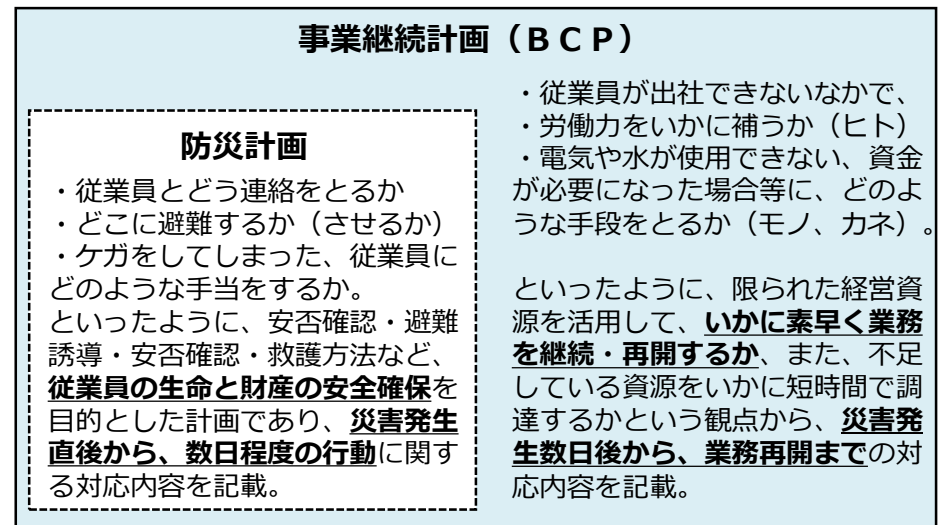 事業継続計画（ＢＣＰ）
防災計画
・従業員とどう連絡をとるか
・どこに避難するか（させるか）
・ケガをしてしまった、従業員に
どのような手当をするか。
といったように、安否確認・避難
誘導・安否確認・救護方法など、
従業員の生命と財産の安全確保を
目的とした計画であり、災害発生
直後から、数日程度の行動に関す
る対応内容を記載。
・従業員が出社できないなかで、
・労働力をいかに補うか（ヒト）
・電気や水が使用できない、資金
が必要になった場合等に、どのよ
うな手段をとるか（モノ、カネ）。
といったように、限られた経営資
源を活用して、いかに素早く業務
を継続・再開するか、また、不足
している資源をいかに短時間で調
達するかという観点から、災害発
生数日後から、業務再開までの対
応内容を記載。